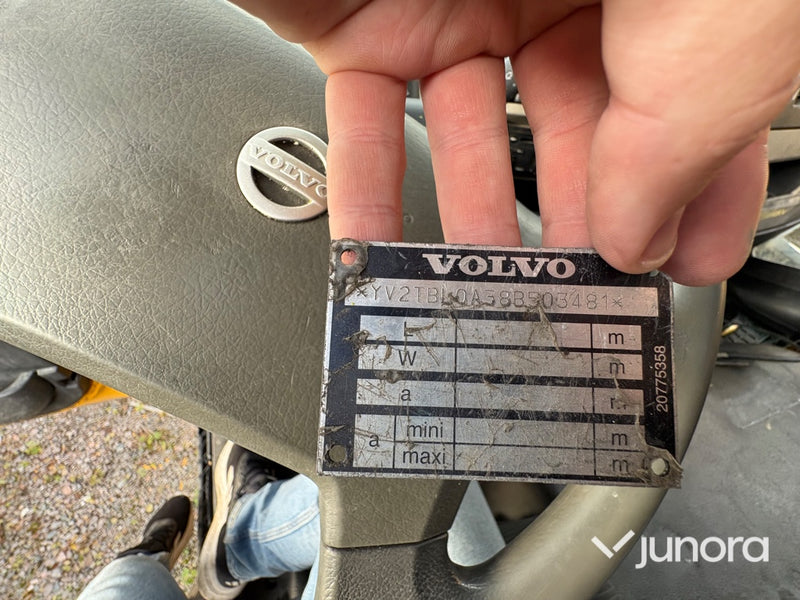 VOLVO
VOLVO
*YV2TBL0A58B503481*
L m
W m
a m
a mini m
maxi m
20775358
junora